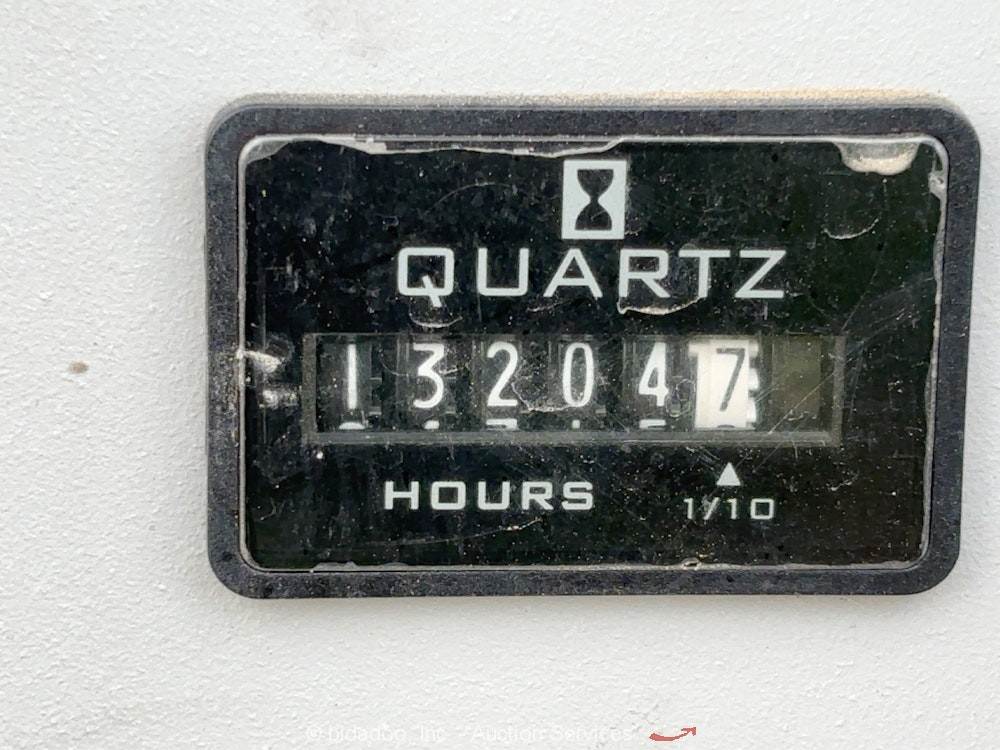 QUARTZ
132047
HOURS
1/10
© bidadoo, Inc. - Auction Services